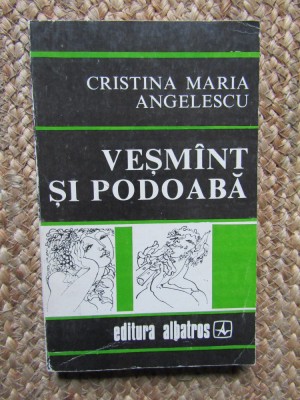 CRISTINA MARIA
ANGELESCU
VEȘMÎNT
ȘI PODOABĂ
editura albatros